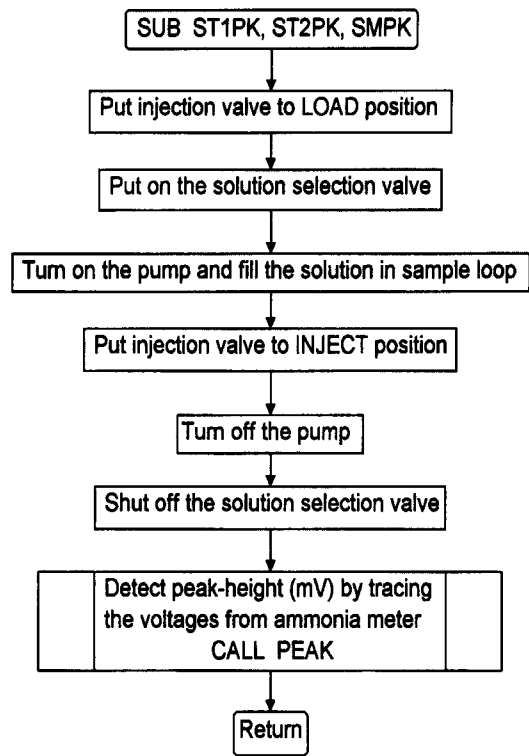 SUB ST1PK, ST2PK, SMPK
Put injection valve to LOAD position
Put on the solution selection valve
Turn on the pump and fill the solution in sample loop
Put injection valve to INJECT position
Turn off the pump
Shut off the solution selection valve
Detect peak-height (mV) by tracing
the voltages from ammonia meter
CALL PEAK
Return